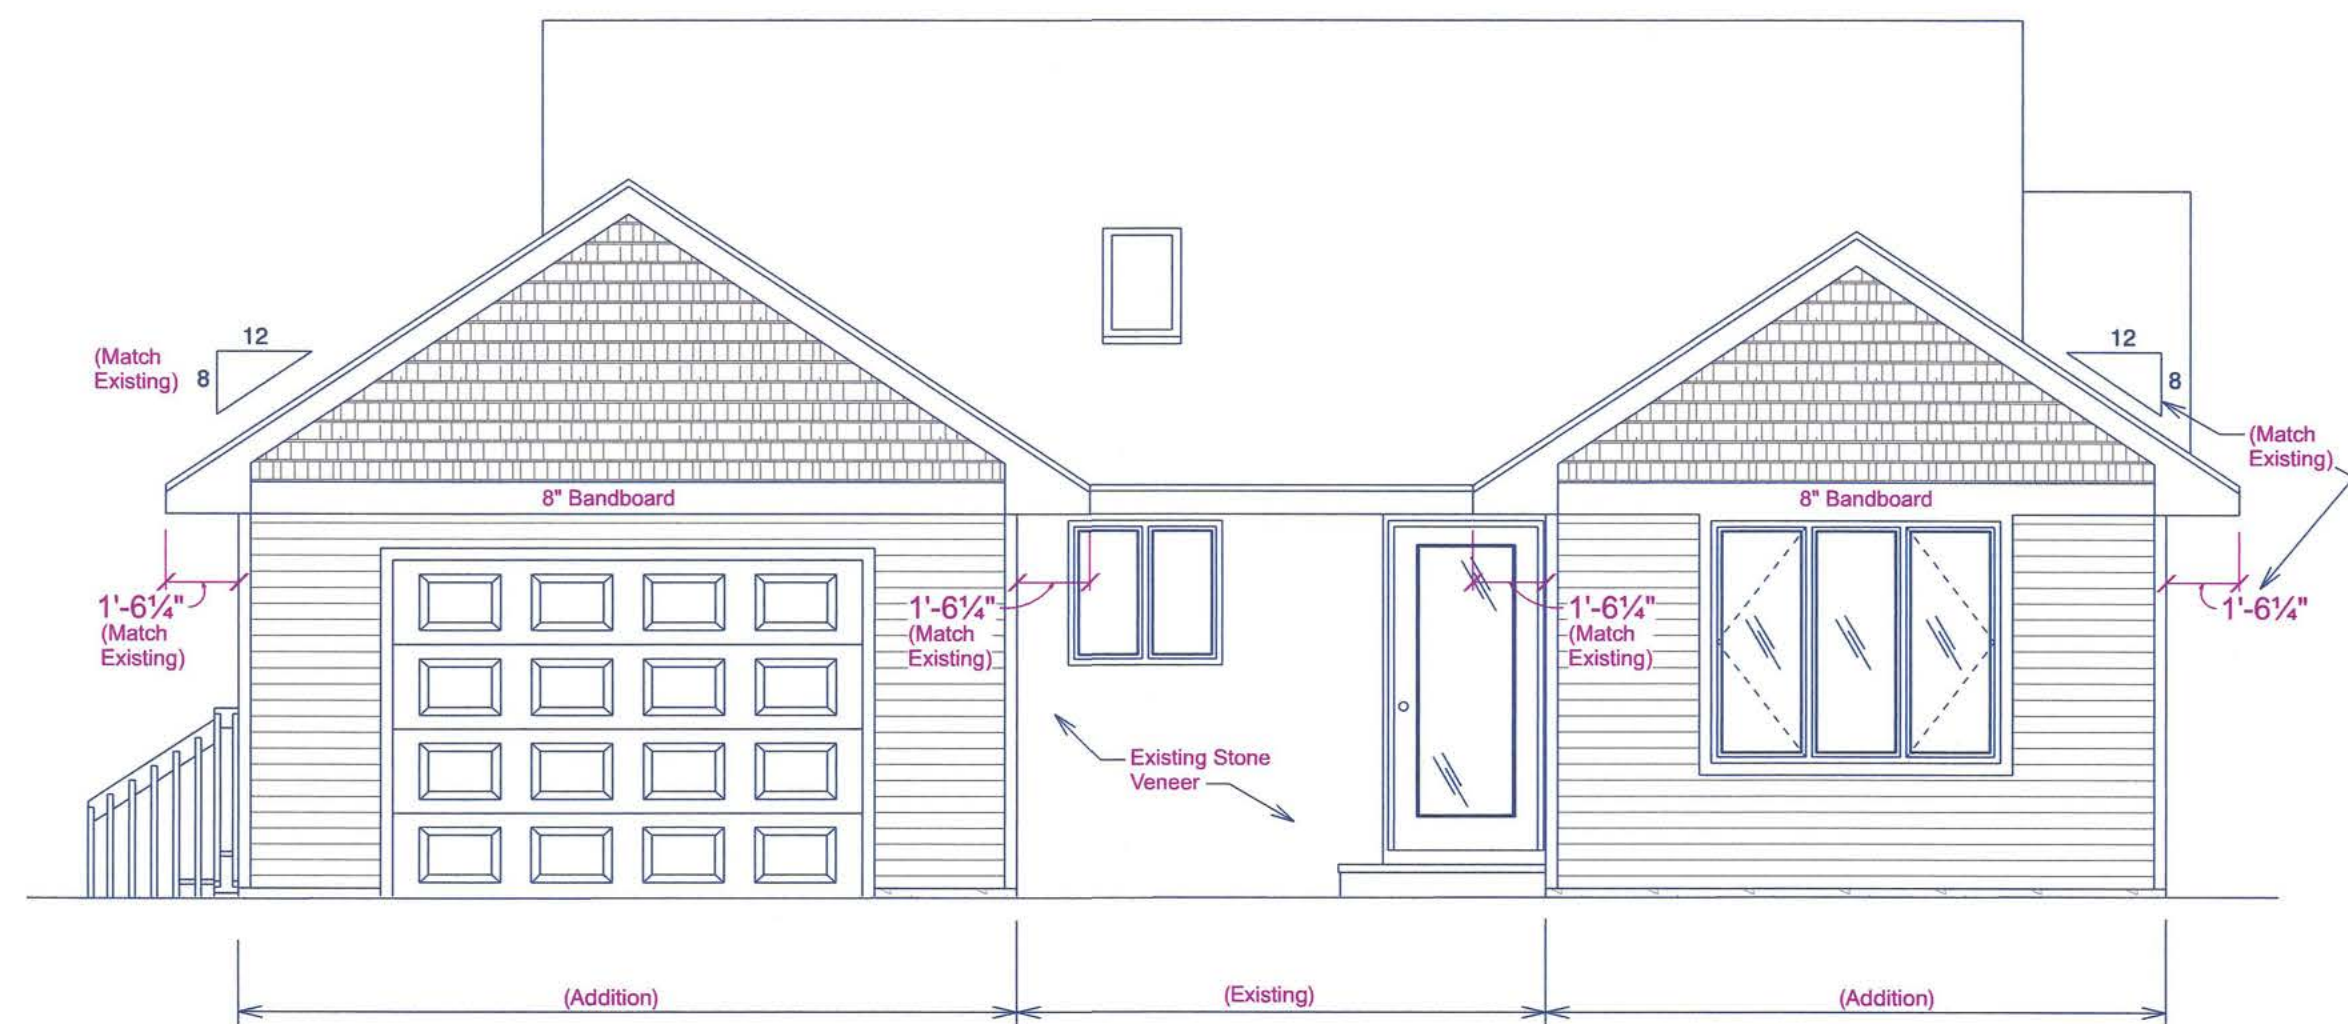 12
(Match
Existing)
8
12
8
(Match
Existing)
8" Bandboard
8" Bandboard
1'-6¼"
(Match
Existing)
1'-6¼"
(Match
Existing)
1'-6¼"
(Match
Existing)
1'-6¼"
Existing Stone
Veneer
(Addition)
(Existing)
(Addition)